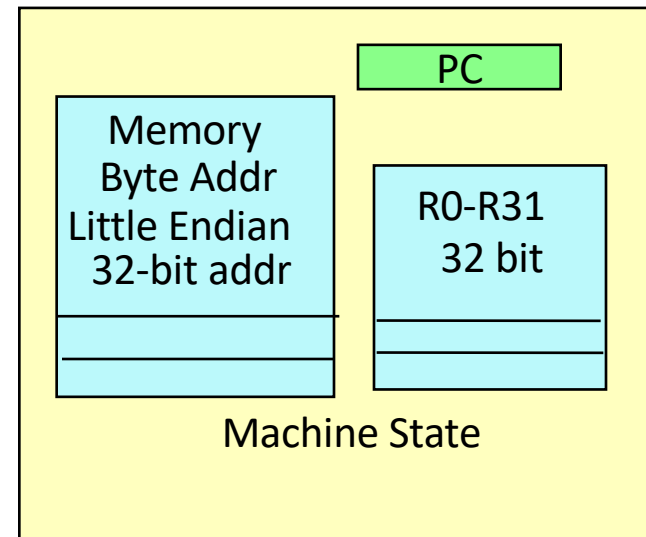 PC
Memory
Byte Addr
Little Endian
32-bit addr
R0-R31
32 bit
Machine State